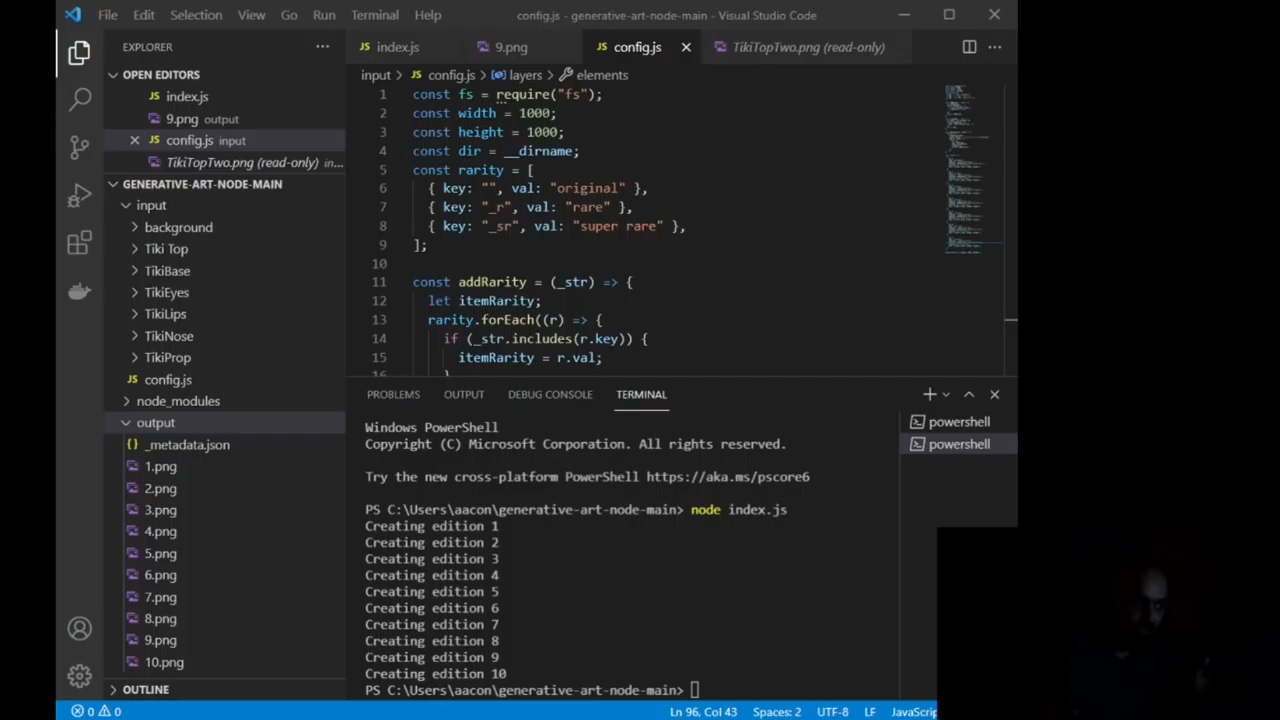 File Edit Selection View Go Run Terminal Help config.js - generative-art-node-main - Visual Studio Code
EXPLORER
OPEN EDITORS
index.js
9.png output
config.js input
TikiTopTwo.png (read-only) in...
GENERATIVE-ART-NODE-MAIN
input
background
Tiki Top
TikiBase
TikiEyes
TikiLips
TikiNose
TikiProp
config.js
node_modules
output
_metadata.json
1.png
2.png
3.png
4.png
5.png
6.png
7.png
8.png
9.png
10.png
OUTLINE
index.js 9.png config.js TikiTopTwo.png (read-only)
input > config.js > layers > elements
1 const fs = require("fs");
2 const width = 1000;
3 const height = 1000;
4 const dir = __dirname;
5 const rarity = [
6 { key: "", val: "original" },
7 { key: "_r", val: "rare" },
8 { key: "_sr", val: "super rare" },
9 ];
10
11 const addRarity = (_str) => {
12 let itemRarity;
13 rarity.forEach((r) => {
14 if (_str.includes(r.key)) {
15 itemRarity = r.val;
16 }
PROBLEMS OUTPUT DEBUG CONSOLE TERMINAL
Windows PowerShell
Copyright (C) Microsoft Corporation. All rights reserved.
Try the new cross-platform PowerShell https://aka.ms/pscore6
PS C:\Users\aacon\generative-art-node-main> node index.js
Creating edition 1
Creating edition 2
Creating edition 3
Creating edition 4
Creating edition 5
Creating edition 6
Creating edition 7
Creating edition 8
Creating edition 9
Creating edition 10
PS C:\Users\aacon\generative-art-node-main>
powershell
powershell
0 0 Ln 96, Col 43 Spaces: 2 UTF-8 LF JavaScrip